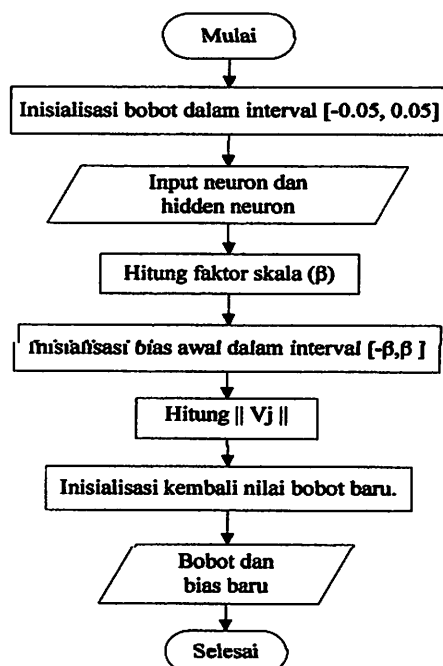 Mulai
Inisialisasi bobot dalam interval [-0.05, 0.05]
Input neuron dan
hidden neuron
Hitung faktor skala (β)
Inisialisasi bias awal dalam interval [-β,β ]
Hitung || Vj ||
Inisialisasi kembali nilai bobot baru.
Bobot dan
bias baru
Selesai